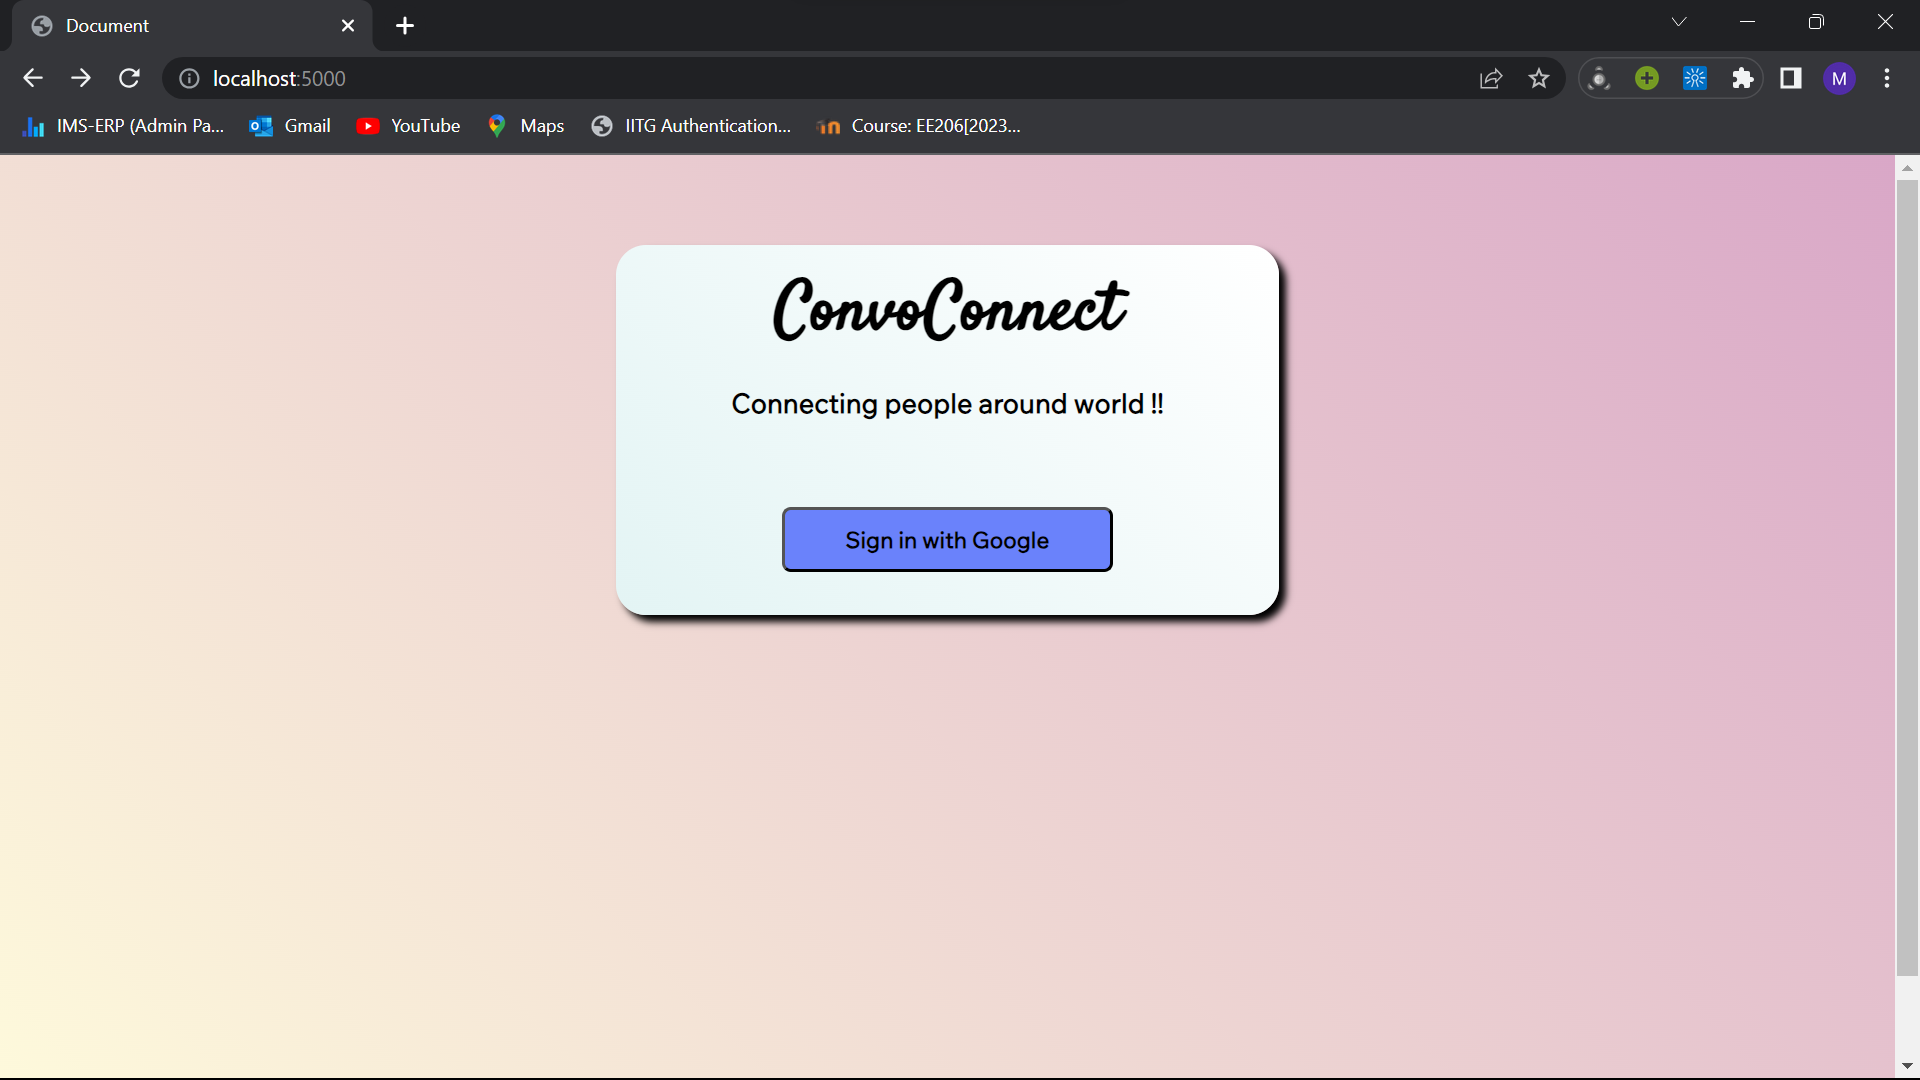 Document
localhost:5000
M
IMS-ERP (Admin Pa...
Gmail
YouTube
Maps
IITG Authentication...
Course: EE206[2023...
ConvoConnect
Connecting people around world !!
Sign in with Google